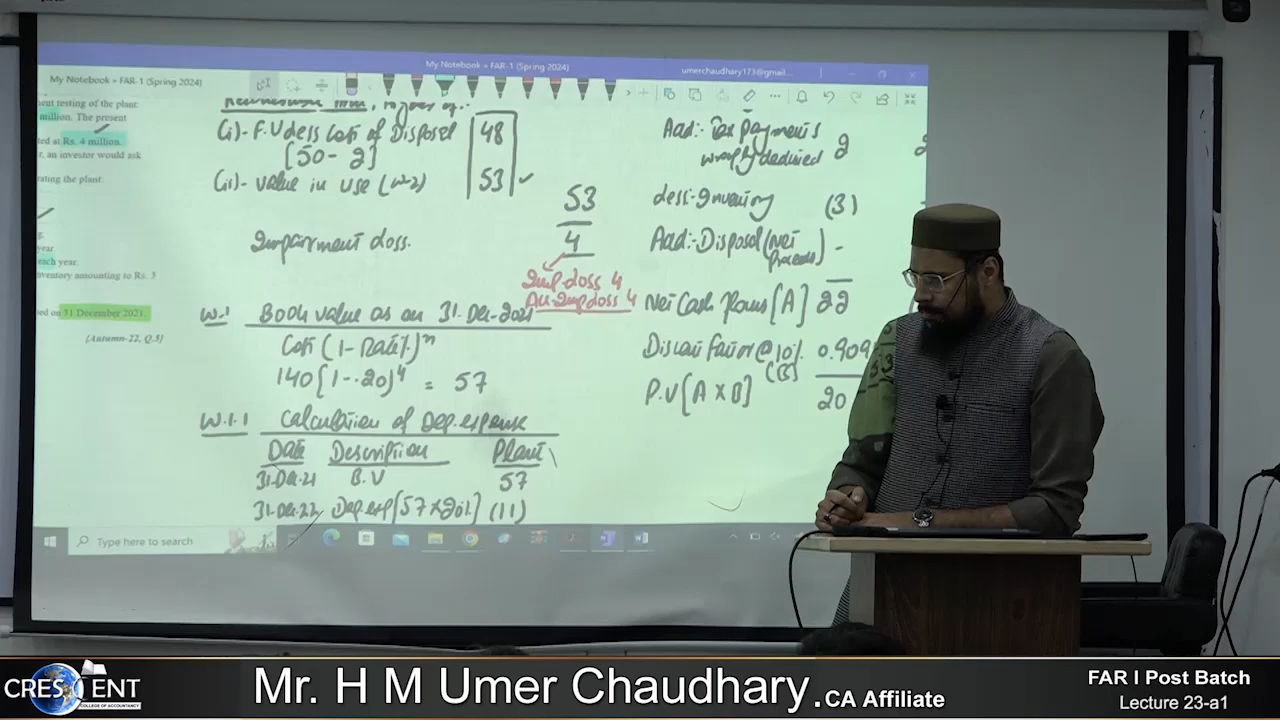 My Notebook » FAR-1 (Spring 2024)
My Notebook » FAR-1 (Spring 2024)
umerchaudhary173@gmail....
ent testing of the plant:
million. The present
ted at Rs. 4 million.
r, an investor would ask
rating the plant:
year.
each year.
nventory amounting to Rs. 3
ed on 31 December 2021.
(Autumn-22, Q.5)
(i)- F.V Less Cost of Disposal 48
[50 - 2]
(ii)- Value in use (W-2) 53
53
Impairment Loss. 4
Imp Loss 4
Acc Imp Loss 4
W.1 Book value as on 31-Dec-2021
Cost (1 - Rate%)n
140 [1 - .20]4 = 57
W.1.1 Calculation of Dep.expense
Date Description Plant
31.Dec.21 B.V 57
31.Dec.22 Dep.exp[57 x 20%] (11)
Add:- Tax payments
wrongly deducted 2
Less:- Inventory (3)
Add:- Disposal (Net
Proceeds) -
Net Cash flows [A] 22
Discount factor @ 10% 0.909
(B)
P.V [A x B] 20
Type here to search
CRESCENT
COLLEGE OF ACCOUNTANCY
Mr. H M Umer Chaudhary .CA Affiliate
FAR I Post Batch
Lecture 23-a1